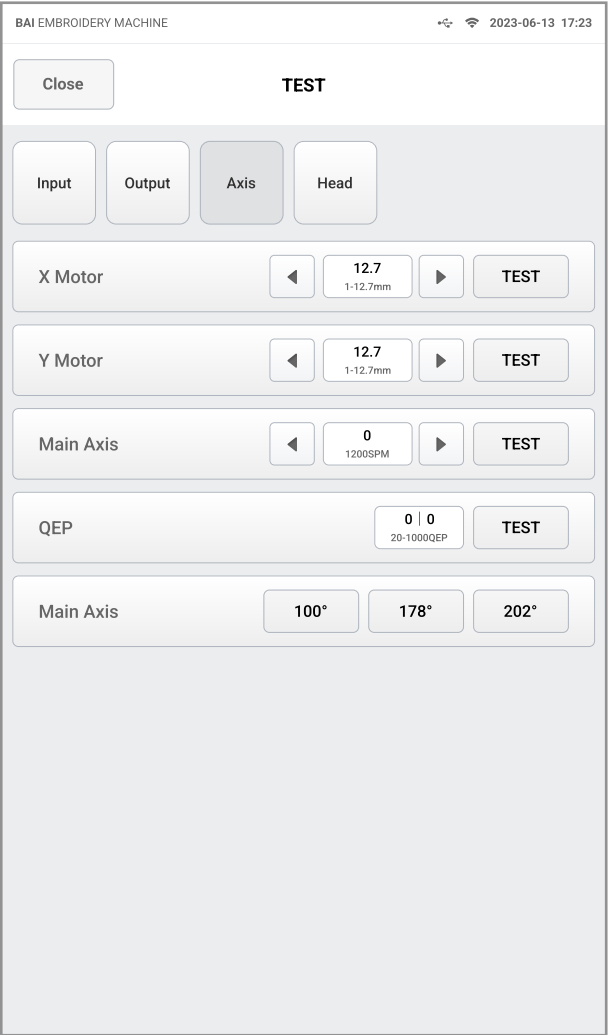 BAI EMBROIDERY MACHINE 2023-06-13 17:23
Close TEST
Input Output Axis Head
X Motor 12.7 TEST
1-12.7mm
Y Motor 12.7 TEST
1-12.7mm
Main Axis 0 TEST
1200SPM
QEP 0 | 0 TEST
20-1000QEP
Main Axis 100° 178° 202°